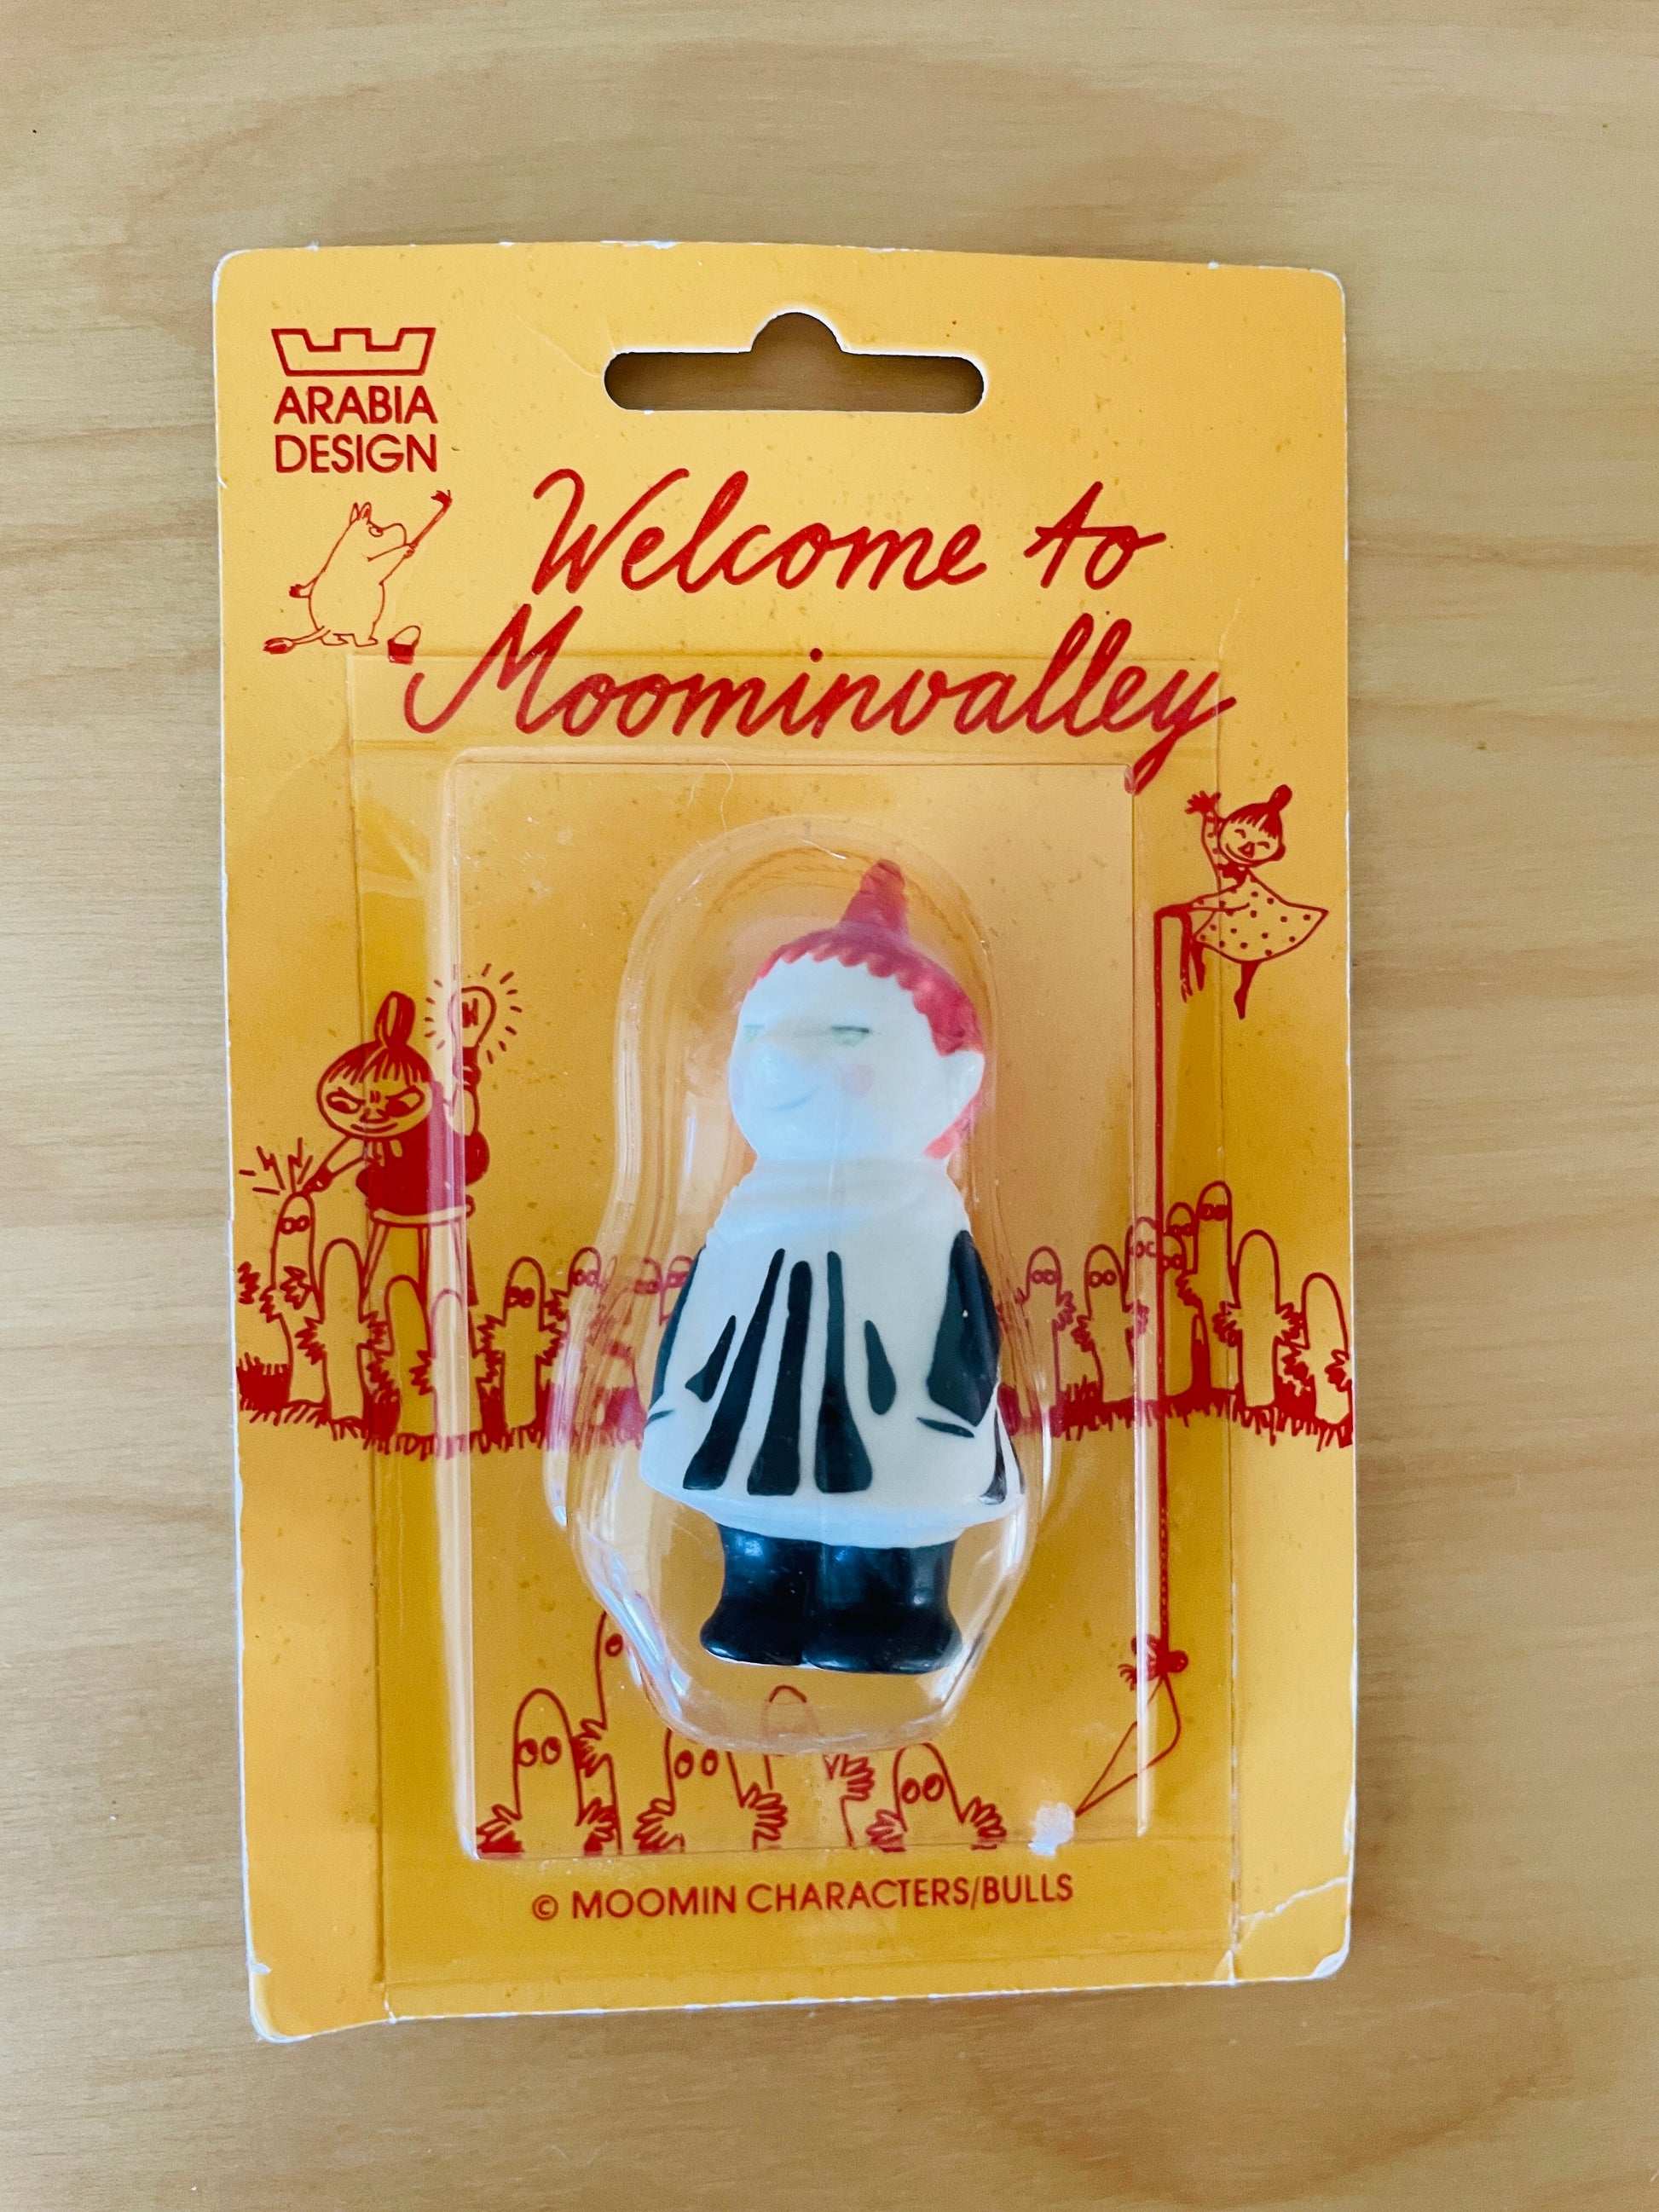 ARABIA
DESIGN
Welcome to
Moominvalley
© MOOMIN CHARACTERS/BULLS